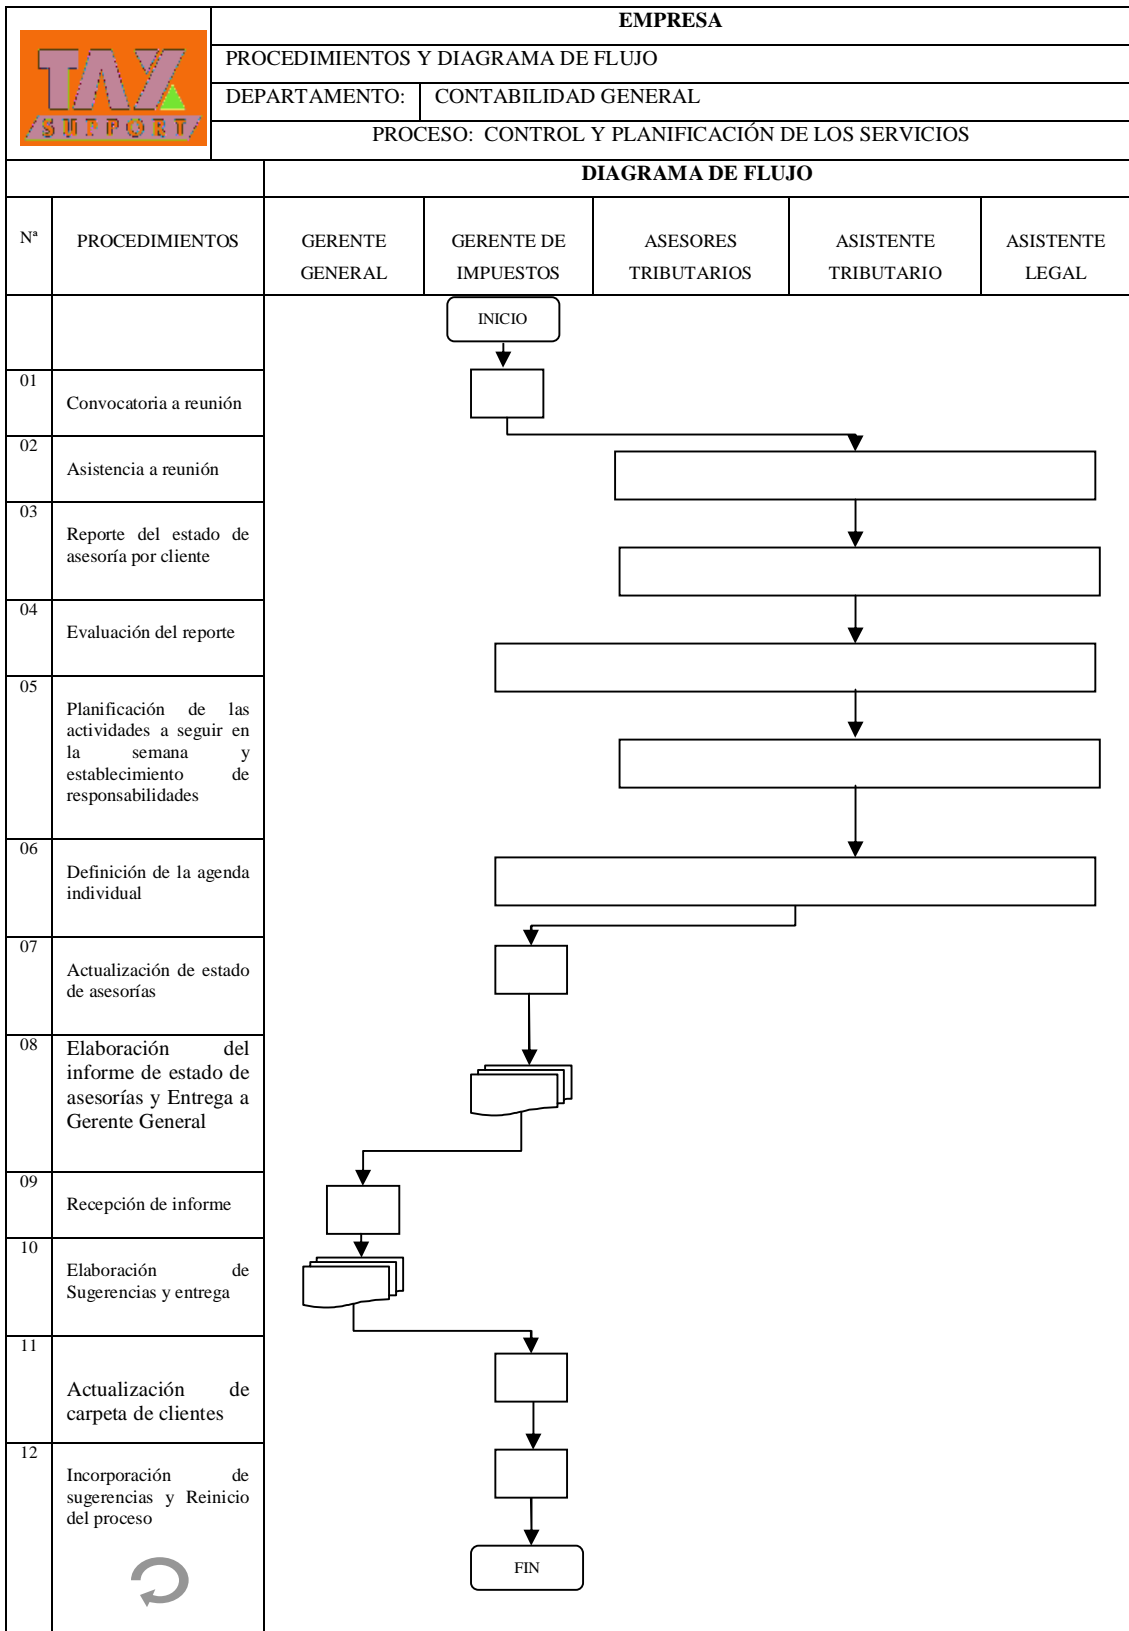 TAX
SUPPORT
EMPRESA
PROCEDIMIENTOS Y DIAGRAMA DE FLUJO
DEPARTAMENTO: CONTABILIDAD GENERAL
PROCESO: CONTROL Y PLANIFICACIÓN DE LOS SERVICIOS
DIAGRAMA DE FLUJO
Nª
PROCEDIMIENTOS
GERENTE
GENERAL
GERENTE DE
IMPUESTOS
ASESORES
TRIBUTARIOS
ASISTENTE
TRIBUTARIO
ASISTENTE
LEGAL
INICIO
01
Convocatoria a reunión
02
Asistencia a reunión
03
Reporte del estado de
asesoría por cliente
04
Evaluación del reporte
05
Planificación de las
actividades a seguir en
la semana y
establecimiento de
responsabilidades
06
Definición de la agenda
individual
07
Actualización de estado
de asesorías
08
Elaboración del
informe de estado de
asesorías y Entrega a
Gerente General
09
Recepción de informe
10
Elaboración de
Sugerencias y entrega
11
Actualización de
carpeta de clientes
12
Incorporación de
sugerencias y Reinicio
del proceso
FIN